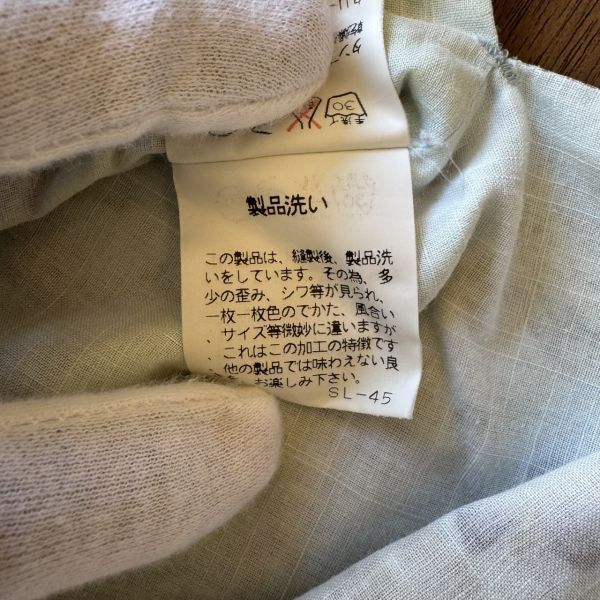 手洗イ
30
製品洗い
この製品は、縫製後、製品洗
いをしています。その為、多
少の歪み、シワ等が見られ、
一枚一枚色のでかた、風合い
、サイズ等微妙に違いますが
、これはこの加工の特徴です
、他の製品では味わえない良
お楽しみ下さい。
SL-45